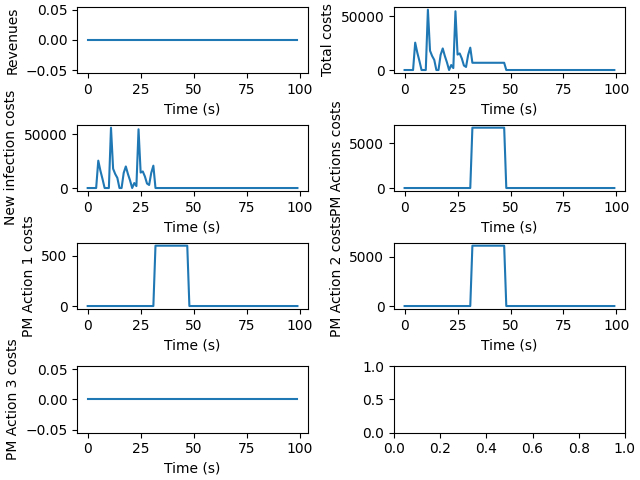 Revenues
0.05
0.00
−0.05
0 25 50 75 100
Time (s)
Total costs
50000
0
0 25 50 75 100
Time (s)
New infection costs
50000
0
0 25 50 75 100
Time (s)
PM Actions costs
5000
0
0 25 50 75 100
Time (s)
PM Action 1 costs
500
0
0 25 50 75 100
Time (s)
PM Action 2 costs
5000
0
0 25 50 75 100
Time (s)
PM Action 3 costs
0.05
0.00
−0.05
0 25 50 75 100
Time (s)
1.0
0.5
0.0
0.0 0.2 0.4 0.6 0.8 1.0